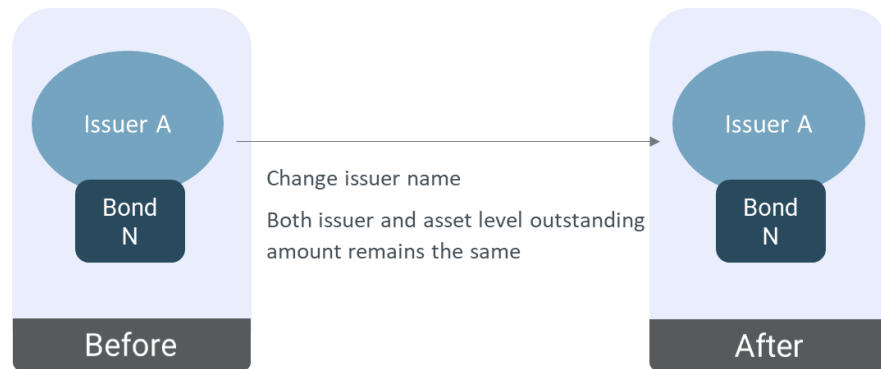 Issuer A
Bond
N
Before
Change issuer name
Both issuer and asset level outstanding
amount remains the same
Issuer A
Bond
N
After